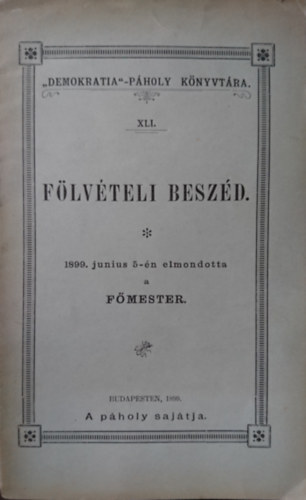 „DEMOKRATIA“-PÁHOLY KÖNYVTÁRA.
XLI.
FÖLVÉTELI BESZÉD.
1899. junius 5-én elmondotta
a
FŐMESTER.
BUDAPESTEN, 1899.
A páholy sajátja.